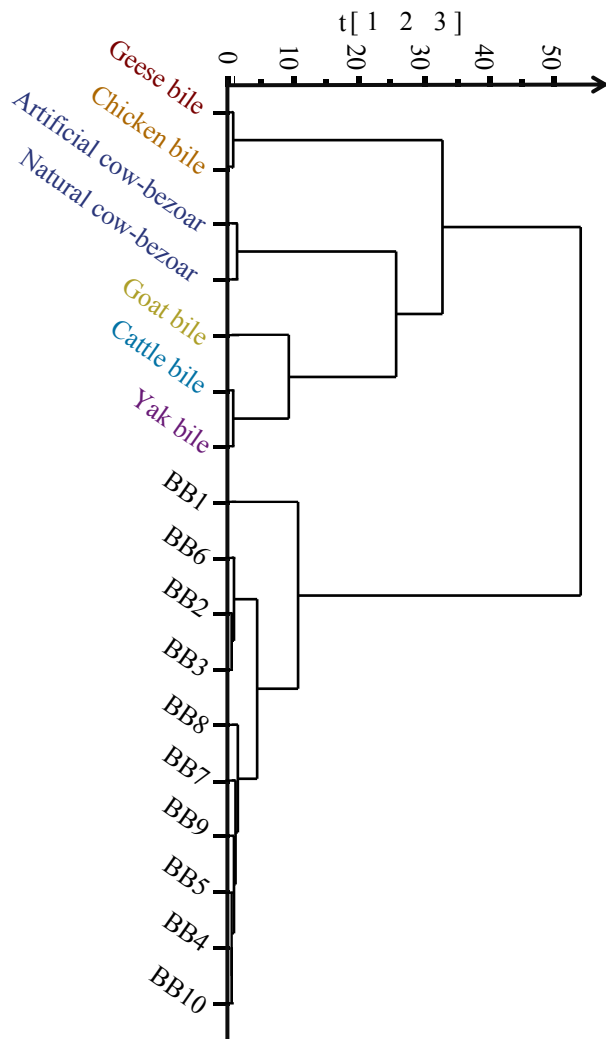 t[ 1 2 3 ]
0 10 20 30 40 50
Geese bile
Chicken bile
Artificial cow-bezoar
Natural cow-bezoar
Goat bile
Cattle bile
Yak bile
BB1
BB6
BB2
BB3
BB8
BB7
BB9
BB5
BB4
BB10